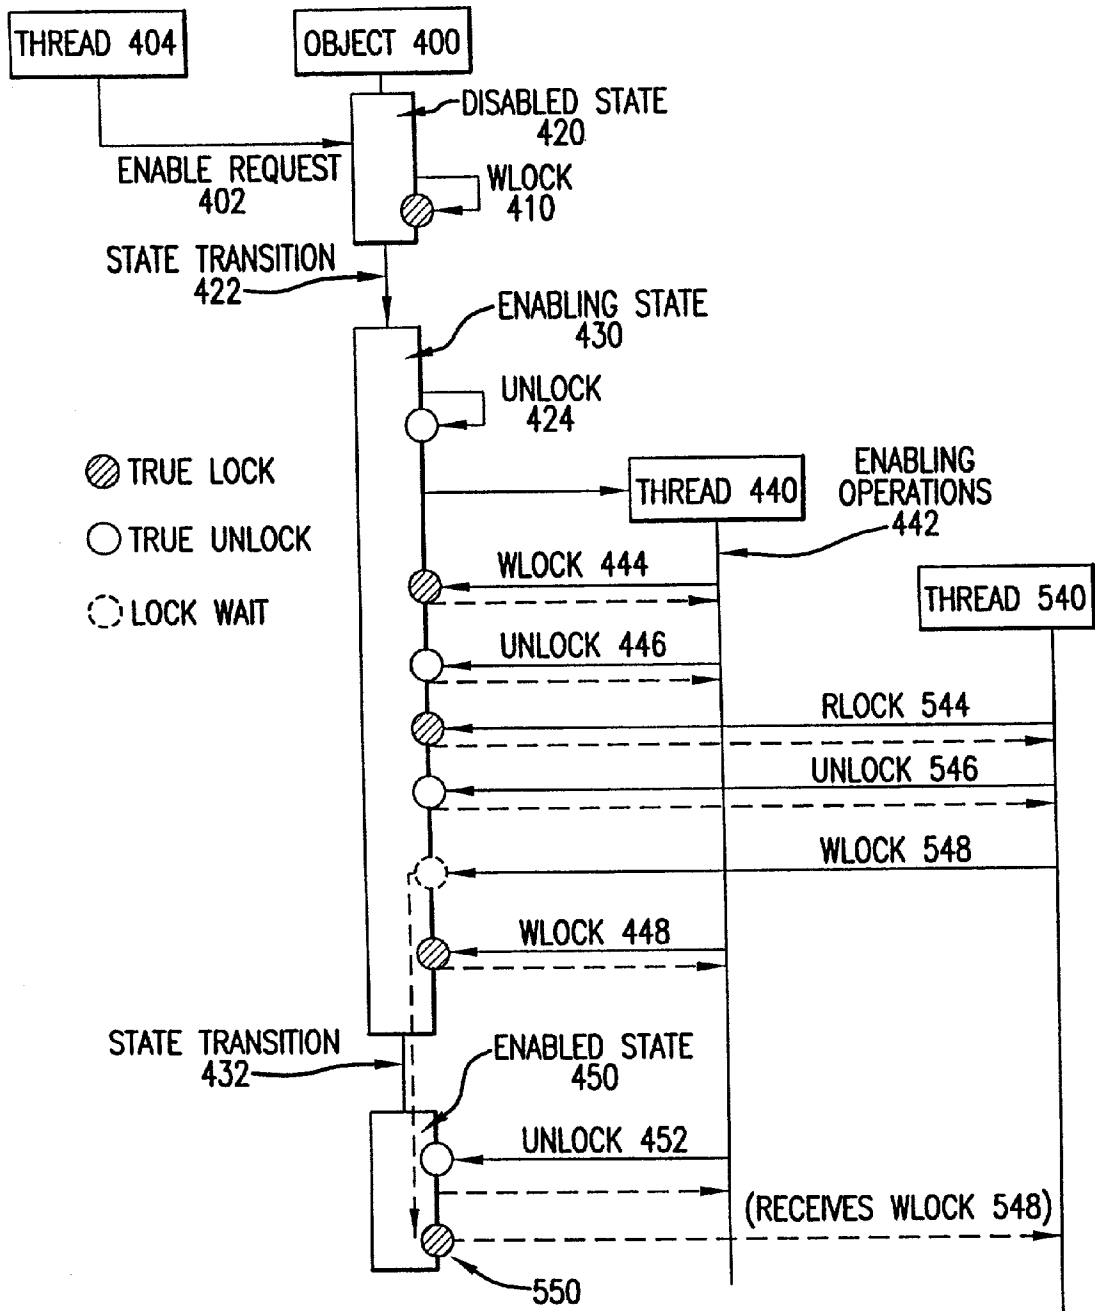 THREAD 404
OBJECT 400
DISABLED STATE
420
ENABLE REQUEST
402
WLOCK
410
STATE TRANSITION
422
ENABLING STATE
430
UNLOCK
424
TRUE LOCK
TRUE UNLOCK
LOCK WAIT
THREAD 440
ENABLING
OPERATIONS
442
WLOCK 444
THREAD 540
UNLOCK 446
RLOCK 544
UNLOCK 546
WLOCK 548
WLOCK 448
STATE TRANSITION
432
ENABLED STATE
450
UNLOCK 452
(RECEIVES WLOCK 548)
550